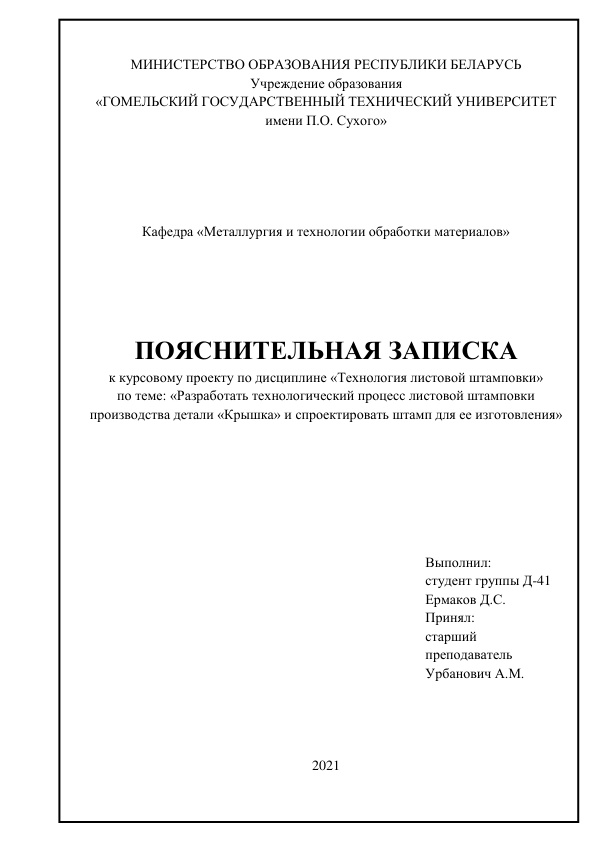 МИНИСТЕРСТВО ОБРАЗОВАНИЯ РЕСПУБЛИКИ БЕЛАРУСЬ
Учреждение образования
«ГОМЕЛЬСКИЙ ГОСУДАРСТВЕННЫЙ ТЕХНИЧЕСКИЙ УНИВЕРСИТЕТ
имени П.О. Сухого»
Кафедра «Металлургия и технологии обработки материалов»
ПОЯСНИТЕЛЬНАЯ ЗАПИСКА
к курсовому проекту по дисциплине «Технология листовой штамповки»
по теме: «Разработать технологический процесс листовой штамповки
производства детали «Крышка» и спроектировать штамп для ее изготовления»
Выполнил:
студент группы Д-41
Ермаков Д.С.
Принял:
старший
преподаватель
Урбанович А.М.
2021